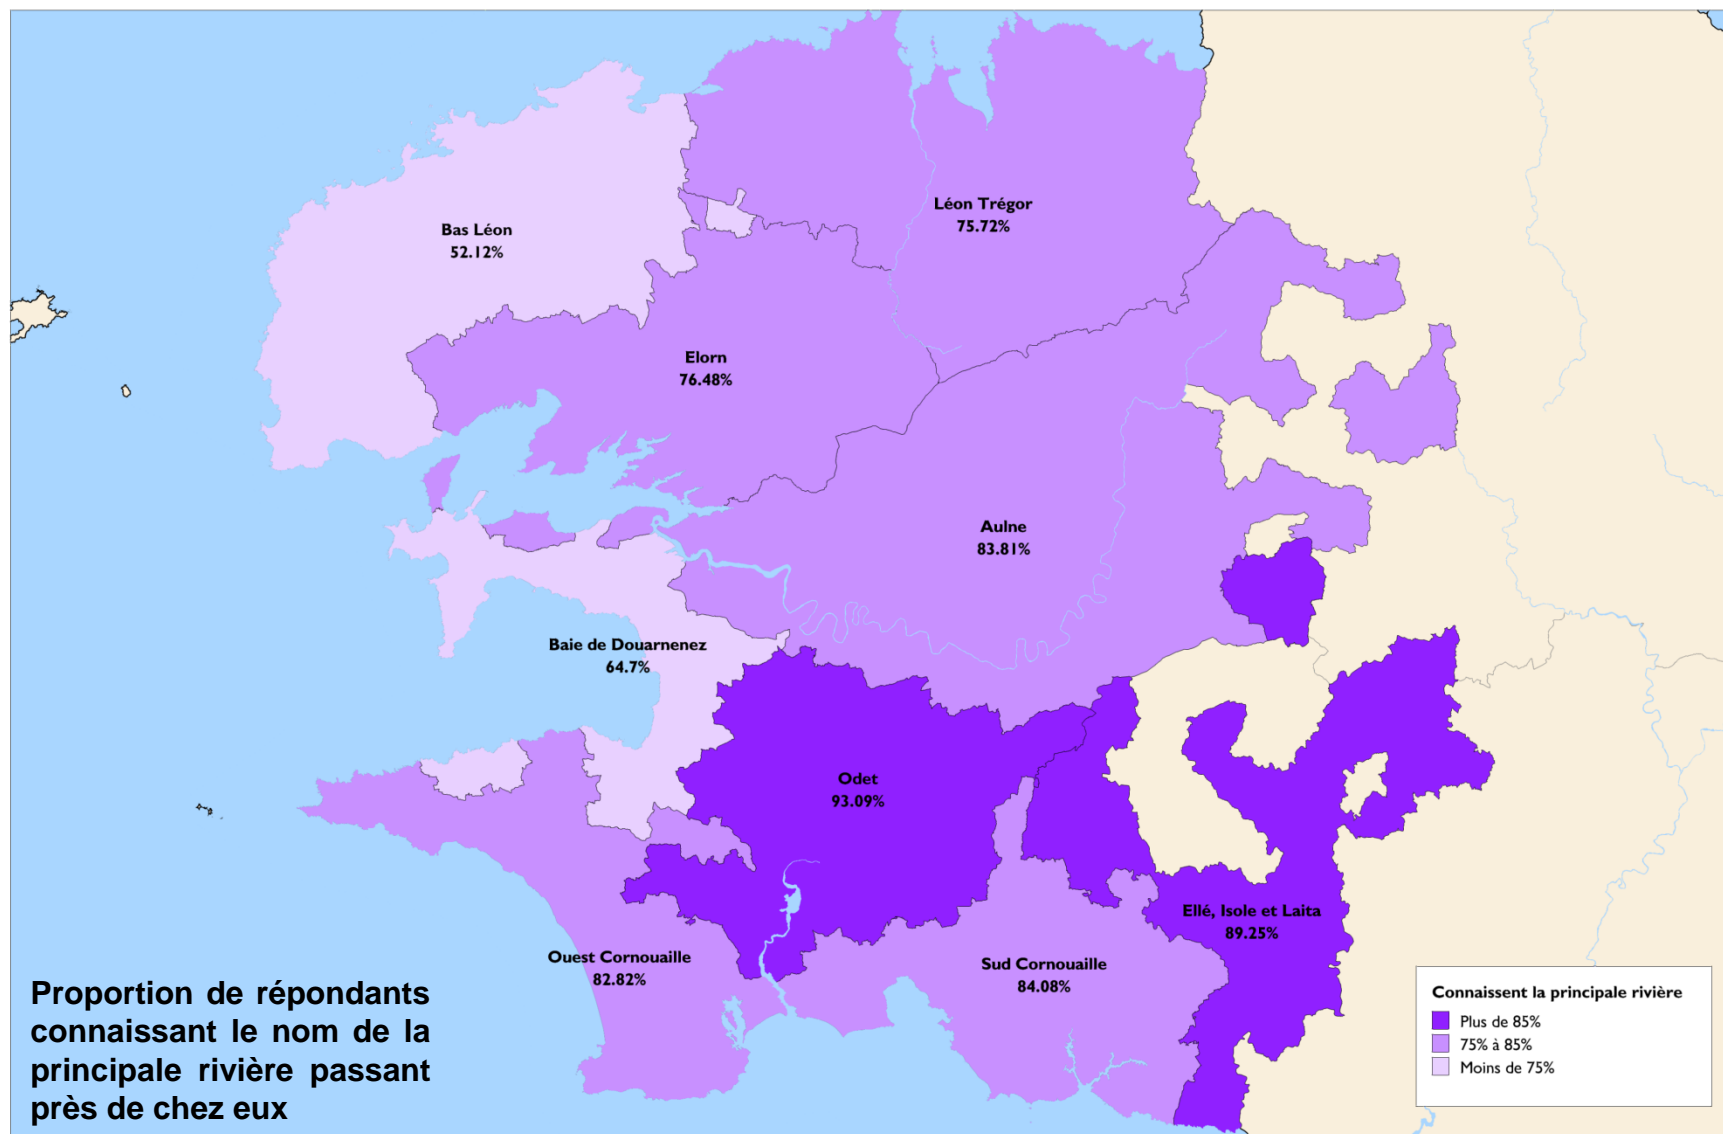 Léon Trégor
75.72%
Bas Léon
52.12%
Elorn
76.48%
Aulne
83.81%
Baie de Douarnenez
64.7%
Odet
93.09%
Ellé, Isole et Laita
89.25%
Ouest Cornouaille
82.82%
Sud Cornouaille
84.08%
Proportion de répondants
connaissant le nom de la
principale rivière passant
près de chez eux
Connaissent la principale rivière
Plus de 85%
75% à 85%
Moins de 75%